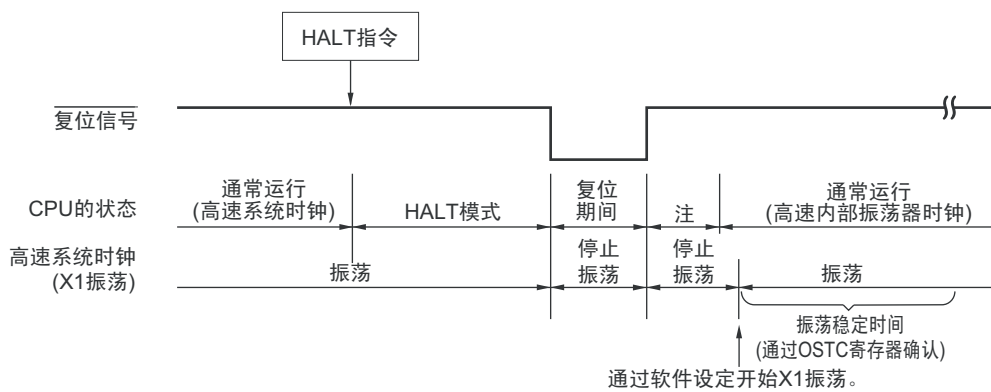 HALT指令
复位信号
CPU的状态
通常运行
(高速系统时钟)
HALT模式
复位
期间
注
通常运行
(高速内部振荡器时钟)
高速系统时钟
(X1振荡)
振荡
停止
振荡
停止
振荡
振荡
振荡稳定时间
(通过OSTC寄存器确认)
通过软件设定开始X1振荡。